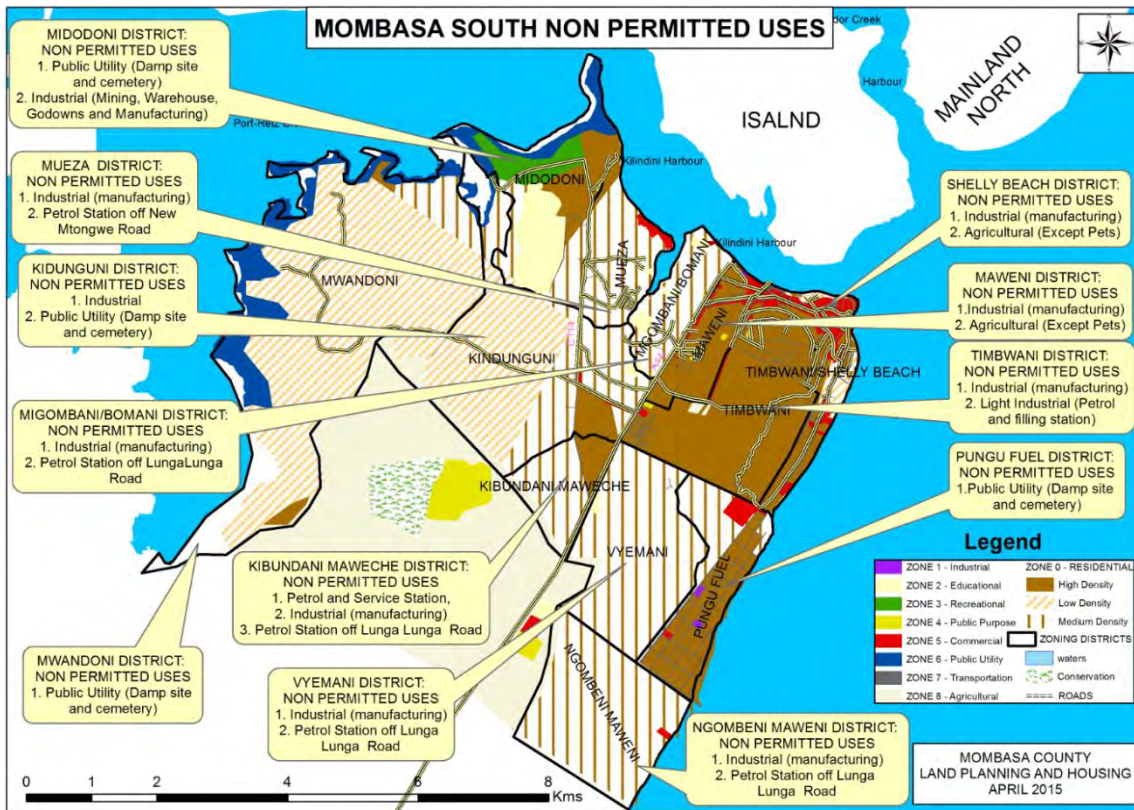 MOMBASA SOUTH NON PERMITTED USES
MIDODONI DISTRICT:
NON PERMITTED USES
1. Public Utility (Damp site
and cemetery)
2. Industrial (Mining, Warehouse,
Godowns and Manufacturing)
MUEZA DISTRICT:
NON PERMITTED USES
1. Industrial (manufacturing)
2. Petrol Station off New
Mtongwe Road
KIDUNGUNI DISTRICT:
NON PERMITTED USES
1. Industrial
2. Public Utility (Damp site
and cemetery)
MIGOMBANI/BOMANI DISTRICT:
NON PERMITTED USES
1. Industrial (manufacturing)
2. Petrol Station off LungaLunga
Road
MWANDONI DISTRICT:
NON PERMITTED USES
1. Public Utility (Damp site
and cemetery)
KIBUNDANI MAWECHE DISTRICT:
NON PERMITTED USES
1. Petrol and Service Station,
2. Industrial (manufacturing)
3. Petrol Station off Lunga Lunga Road
VYEMANI DISTRICT:
NON PERMITTED USES
1. Industrial (manufacturing)
2. Petrol Station off Lunga
Lunga Road
NGOMBENI MAWENI DISTRICT:
NON PERMITTED USES
1. Industrial (manufacturing)
2. Petrol Station off Lunga
Lunga Road
SHELLY BEACH DISTRICT:
NON PERMITTED USES
1. Industrial (manufacturing)
2. Agricultural (Except Pets)
MAWENI DISTRICT:
NON PERMITTED USES
1.Industrial (manufacturing)
2. Agricultural (Except Pets)
TIMBWANI DISTRICT:
NON PERMITTED USES
1. Industrial (manufacturing)
2. Light Industrial (Petrol
and filling station)
PUNGU FUEL DISTRICT:
NON PERMITTED USES
1.Public Utility (Damp site
and cemetery)
ISALND
MAINLAND
NORTH
Creek
Harbour
Port-Reitz
Kilindini Harbour
Kilindini Harbour
MIDODONI
MUEZA
MWANDONI
MGOMBANI/BOMANI
MAWENI
KINDUNGUNI
TIMBWANI/SHELLY BEACH
TIMBWANI
KIBUNDANI MAWECHE
VYEMANI
PUNGU FUEL
NGOMBENI MAWENI
Legend
ZONE 1 - Industrial
ZONE 2 - Educational
ZONE 3 - Recreational
ZONE 4 - Public Purpose
ZONE 5 - Commercial
ZONE 6 - Public Utility
ZONE 7 - Transportation
ZONE 8 - Agricultural
ZONE 0 - RESIDENTIAL
High Density
Low Density
Medium Density
ZONING DISTRICTS
waters
Conservation
ROADS
MOMBASA COUNTY
LAND PLANNING AND HOUSING
APRIL 2015
0 1 2 4 6 8
Kms